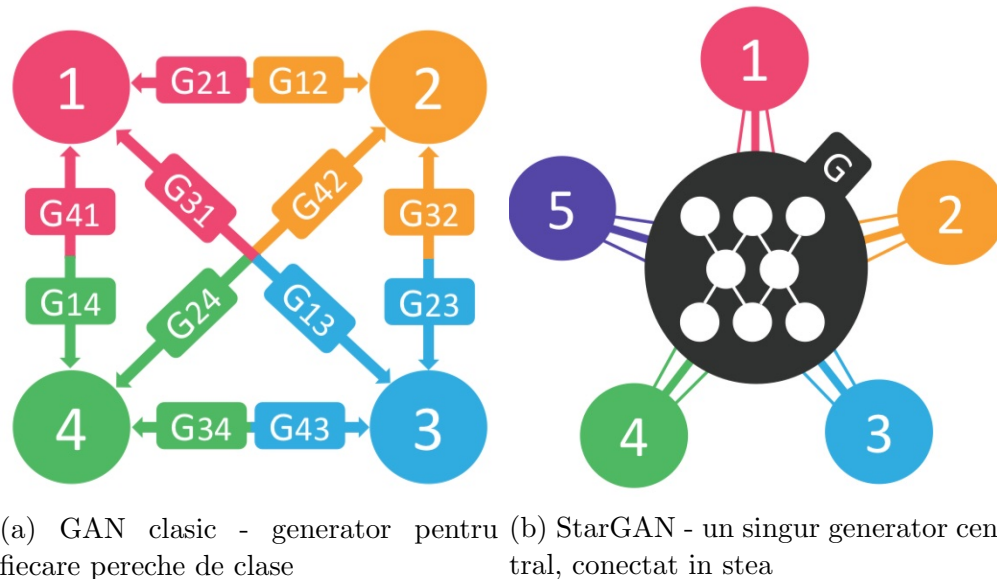 1
G21
G12
2
G41
G31
G42
G32
G14
G24
G13
G23
4
G34
G43
3
1
G
5
2
4
3
(a) GAN clasic - generator pentru
fiecare pereche de clase
(b) StarGAN - un singur generator cen
tral, conectat in stea